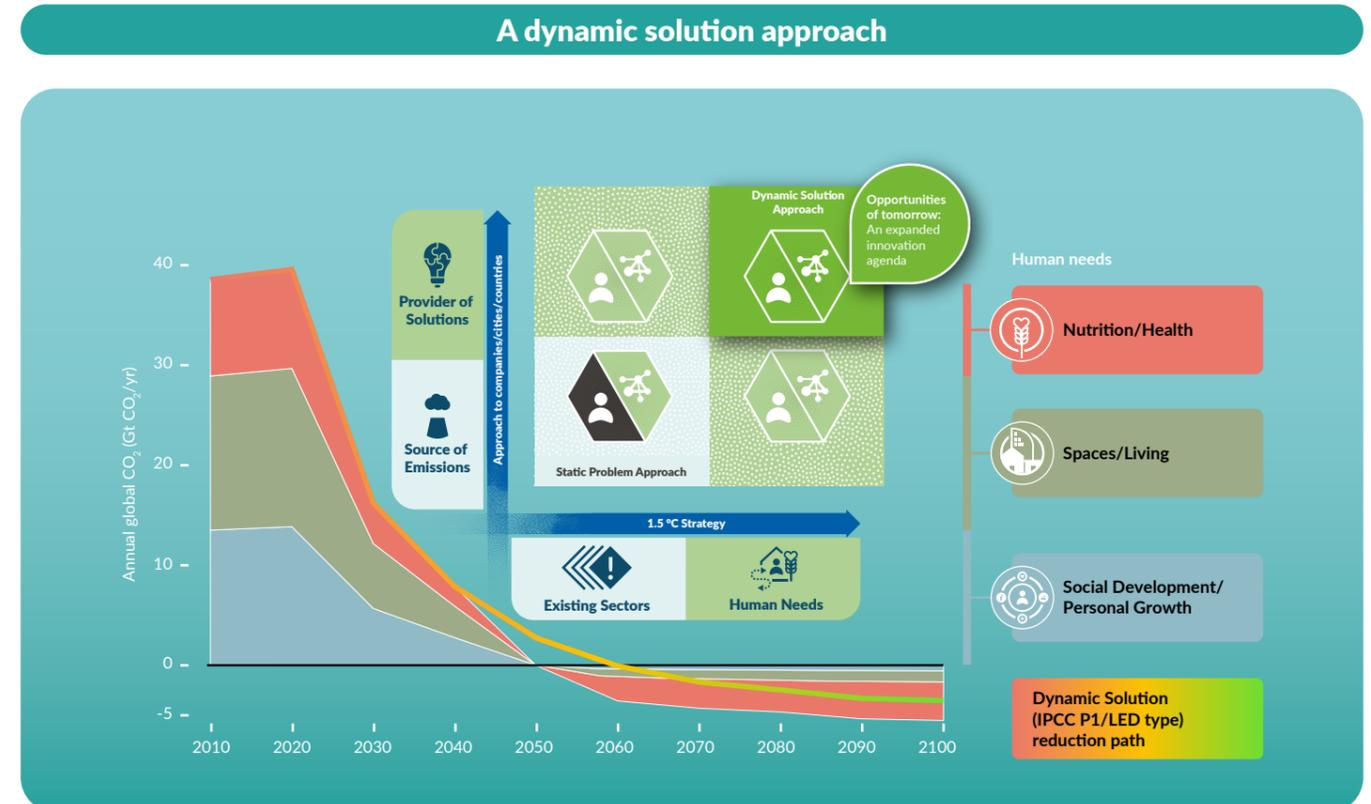 A dynamic solution approach
Annual global CO₂ (Gt CO₂/yr)
40
30
20
10
0
-5
2010
2020
2030
2040
2050
2060
2070
2080
2090
2100
Provider of
Solutions
Source of
Emissions
Approach to companies/cities/countries
Dynamic Solution
Approach
Opportunities
of tomorrow:
An expanded
innovation
agenda
Static Problem Approach
1.5 °C Strategy
Existing Sectors
Human Needs
Human needs
Nutrition/Health
Spaces/Living
Social Development/
Personal Growth
Dynamic Solution
(IPCC P1/LED type)
reduction path